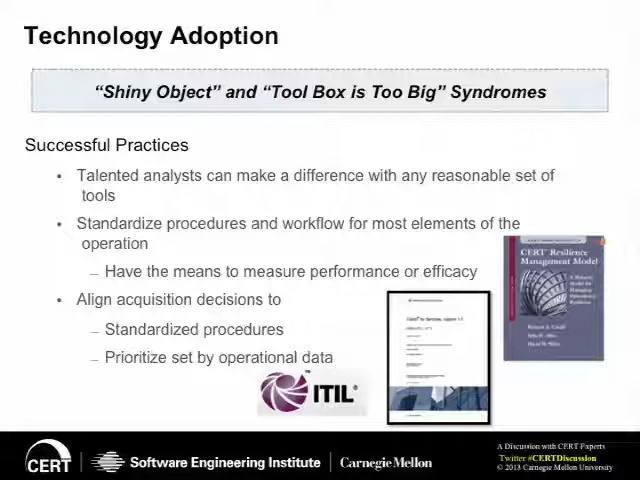 Technology Adoption
“Shiny Object” and “Tool Box is Too Big” Syndromes
Successful Practices
• Talented analysts can make a difference with any reasonable set of
tools
• Standardize procedures and workflow for most elements of the
operation
– Have the means to measure performance or efficacy
• Align acquisition decisions to
– Standardized procedures
– Prioritize set by operational data
CERT Resilience
Management Model
ITIL®
CERT
Software Engineering Institute
Carnegie Mellon
A Discussion with CERT Experts
Twitter #CERTDiscussion
© 2013 Carnegie Mellon University